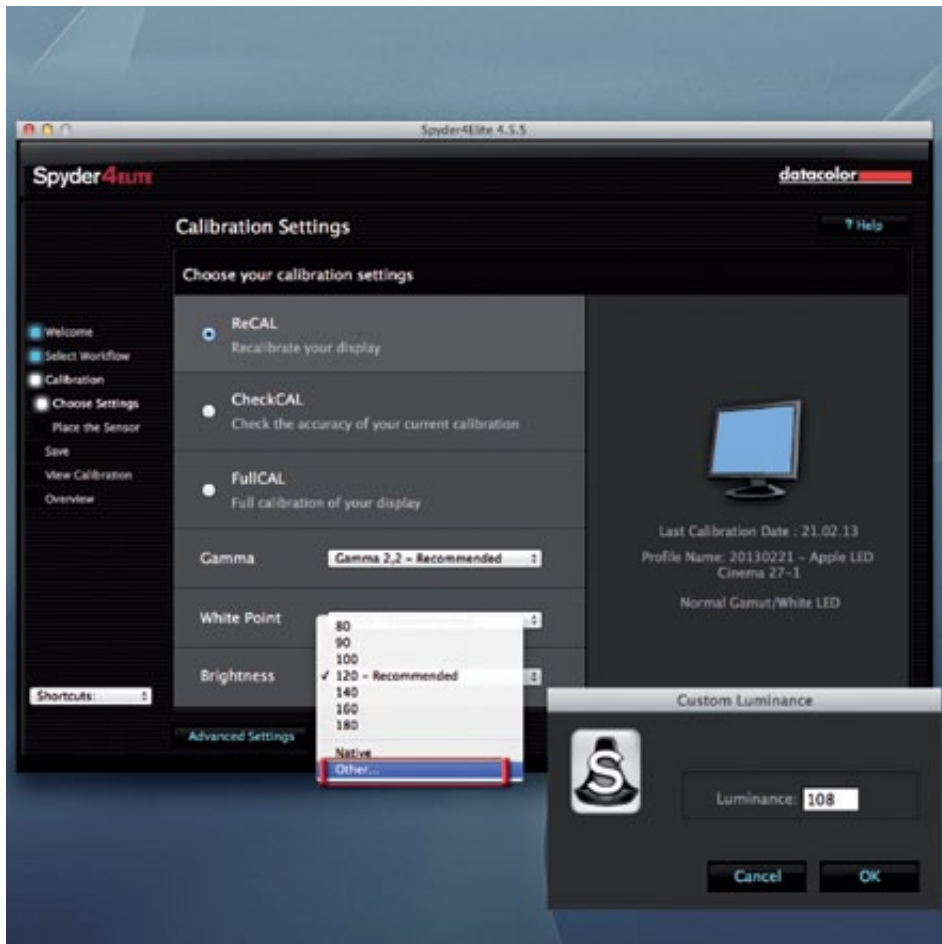 Spyder4Elite 4.5.5
Spyder4ELITE
datacolor
Calibration Settings
? Help
Choose your calibration settings
Welcome
Select Workflow
Calibration
Choose Settings
Place the Sensor
Save
View Calibration
Overview
Shortcuts:
ReCAL
Recalibrate your display
CheckCAL
Check the accuracy of your current calibration
FullCAL
Full calibration of your display
Gamma
Gamma 2,2 - Recommended
White Point
Brightness
80
90
100
✓ 120 - Recommended
140
160
180
Native
Other...
Advanced Settings
Last Calibration Date : 21.02.13
Profile Name: 20130221 - Apple LED
Cinema 27-1
Normal Gamut/White LED
Custom Luminance
S
Luminance: 108
Cancel
OK